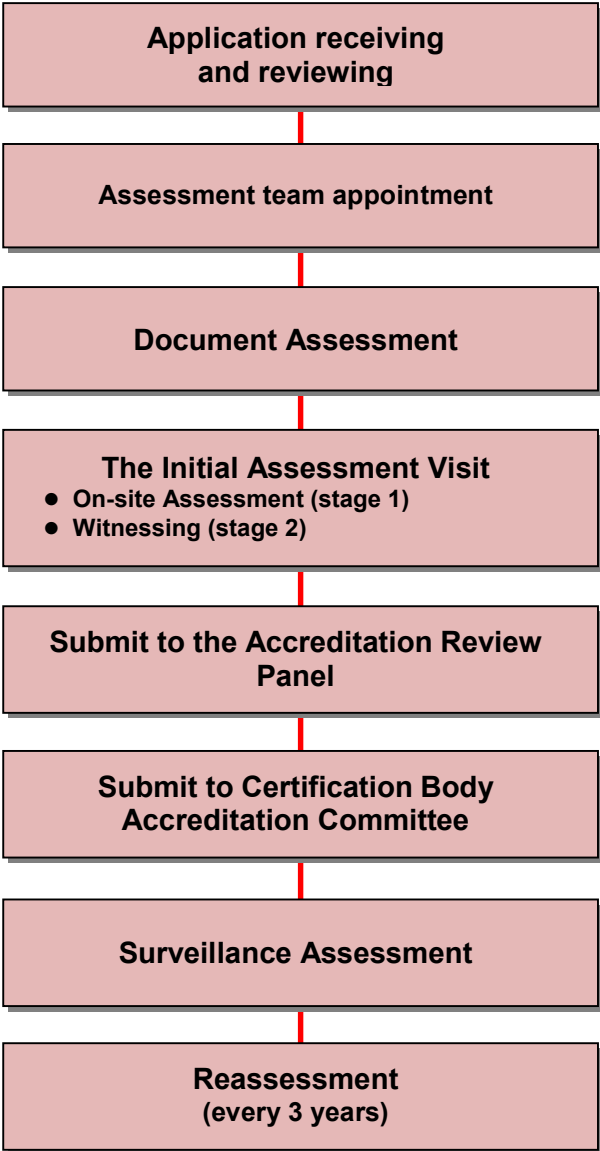 Application receiving
and reviewing
Assessment team appointment
Document Assessment
The Initial Assessment Visit
● On-site Assessment (stage 1)
● Witnessing (stage 2)
Submit to the Accreditation Review
Panel
Submit to Certification Body
Accreditation Committee
Surveillance Assessment
Reassessment
(every 3 years)